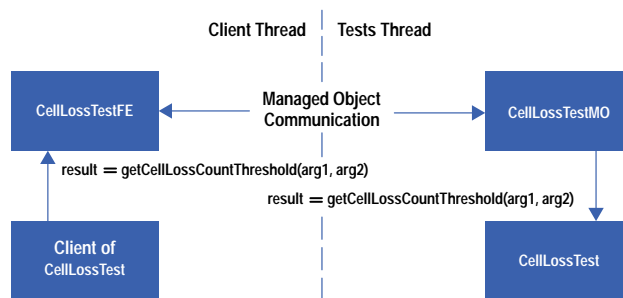 Client Thread
Tests Thread
CellLossTestFE
Managed Object
Communication
CellLossTestMO
result = getCellLossCountThreshold(arg1, arg2)
result = getCellLossCountThreshold(arg1, arg2)
Client of
CellLossTest
CellLossTest